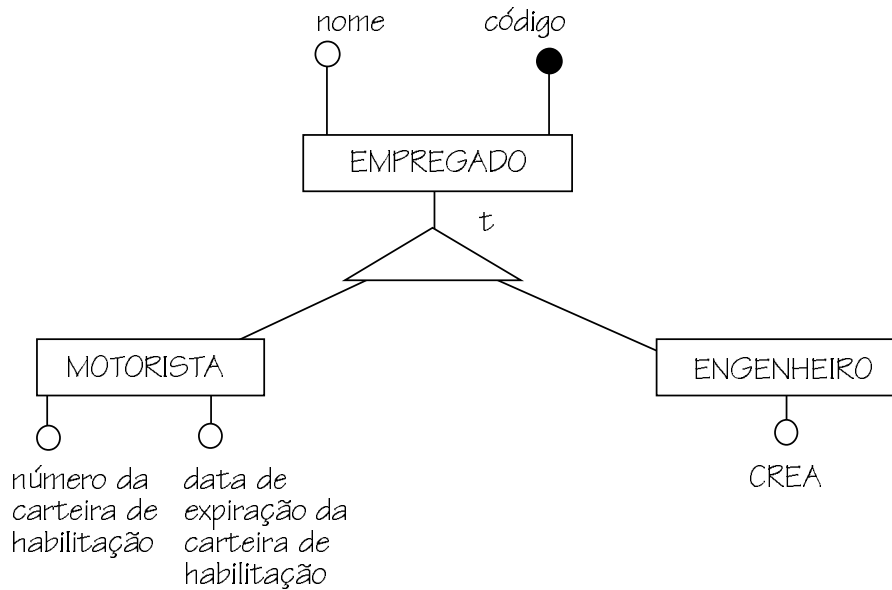 nome
código
EMPREGADO
t
MOTORISTA
ENGENHEIRO
número da
carteira de
habilitação
data de
expiração da
carteira de
habilitação
CREA